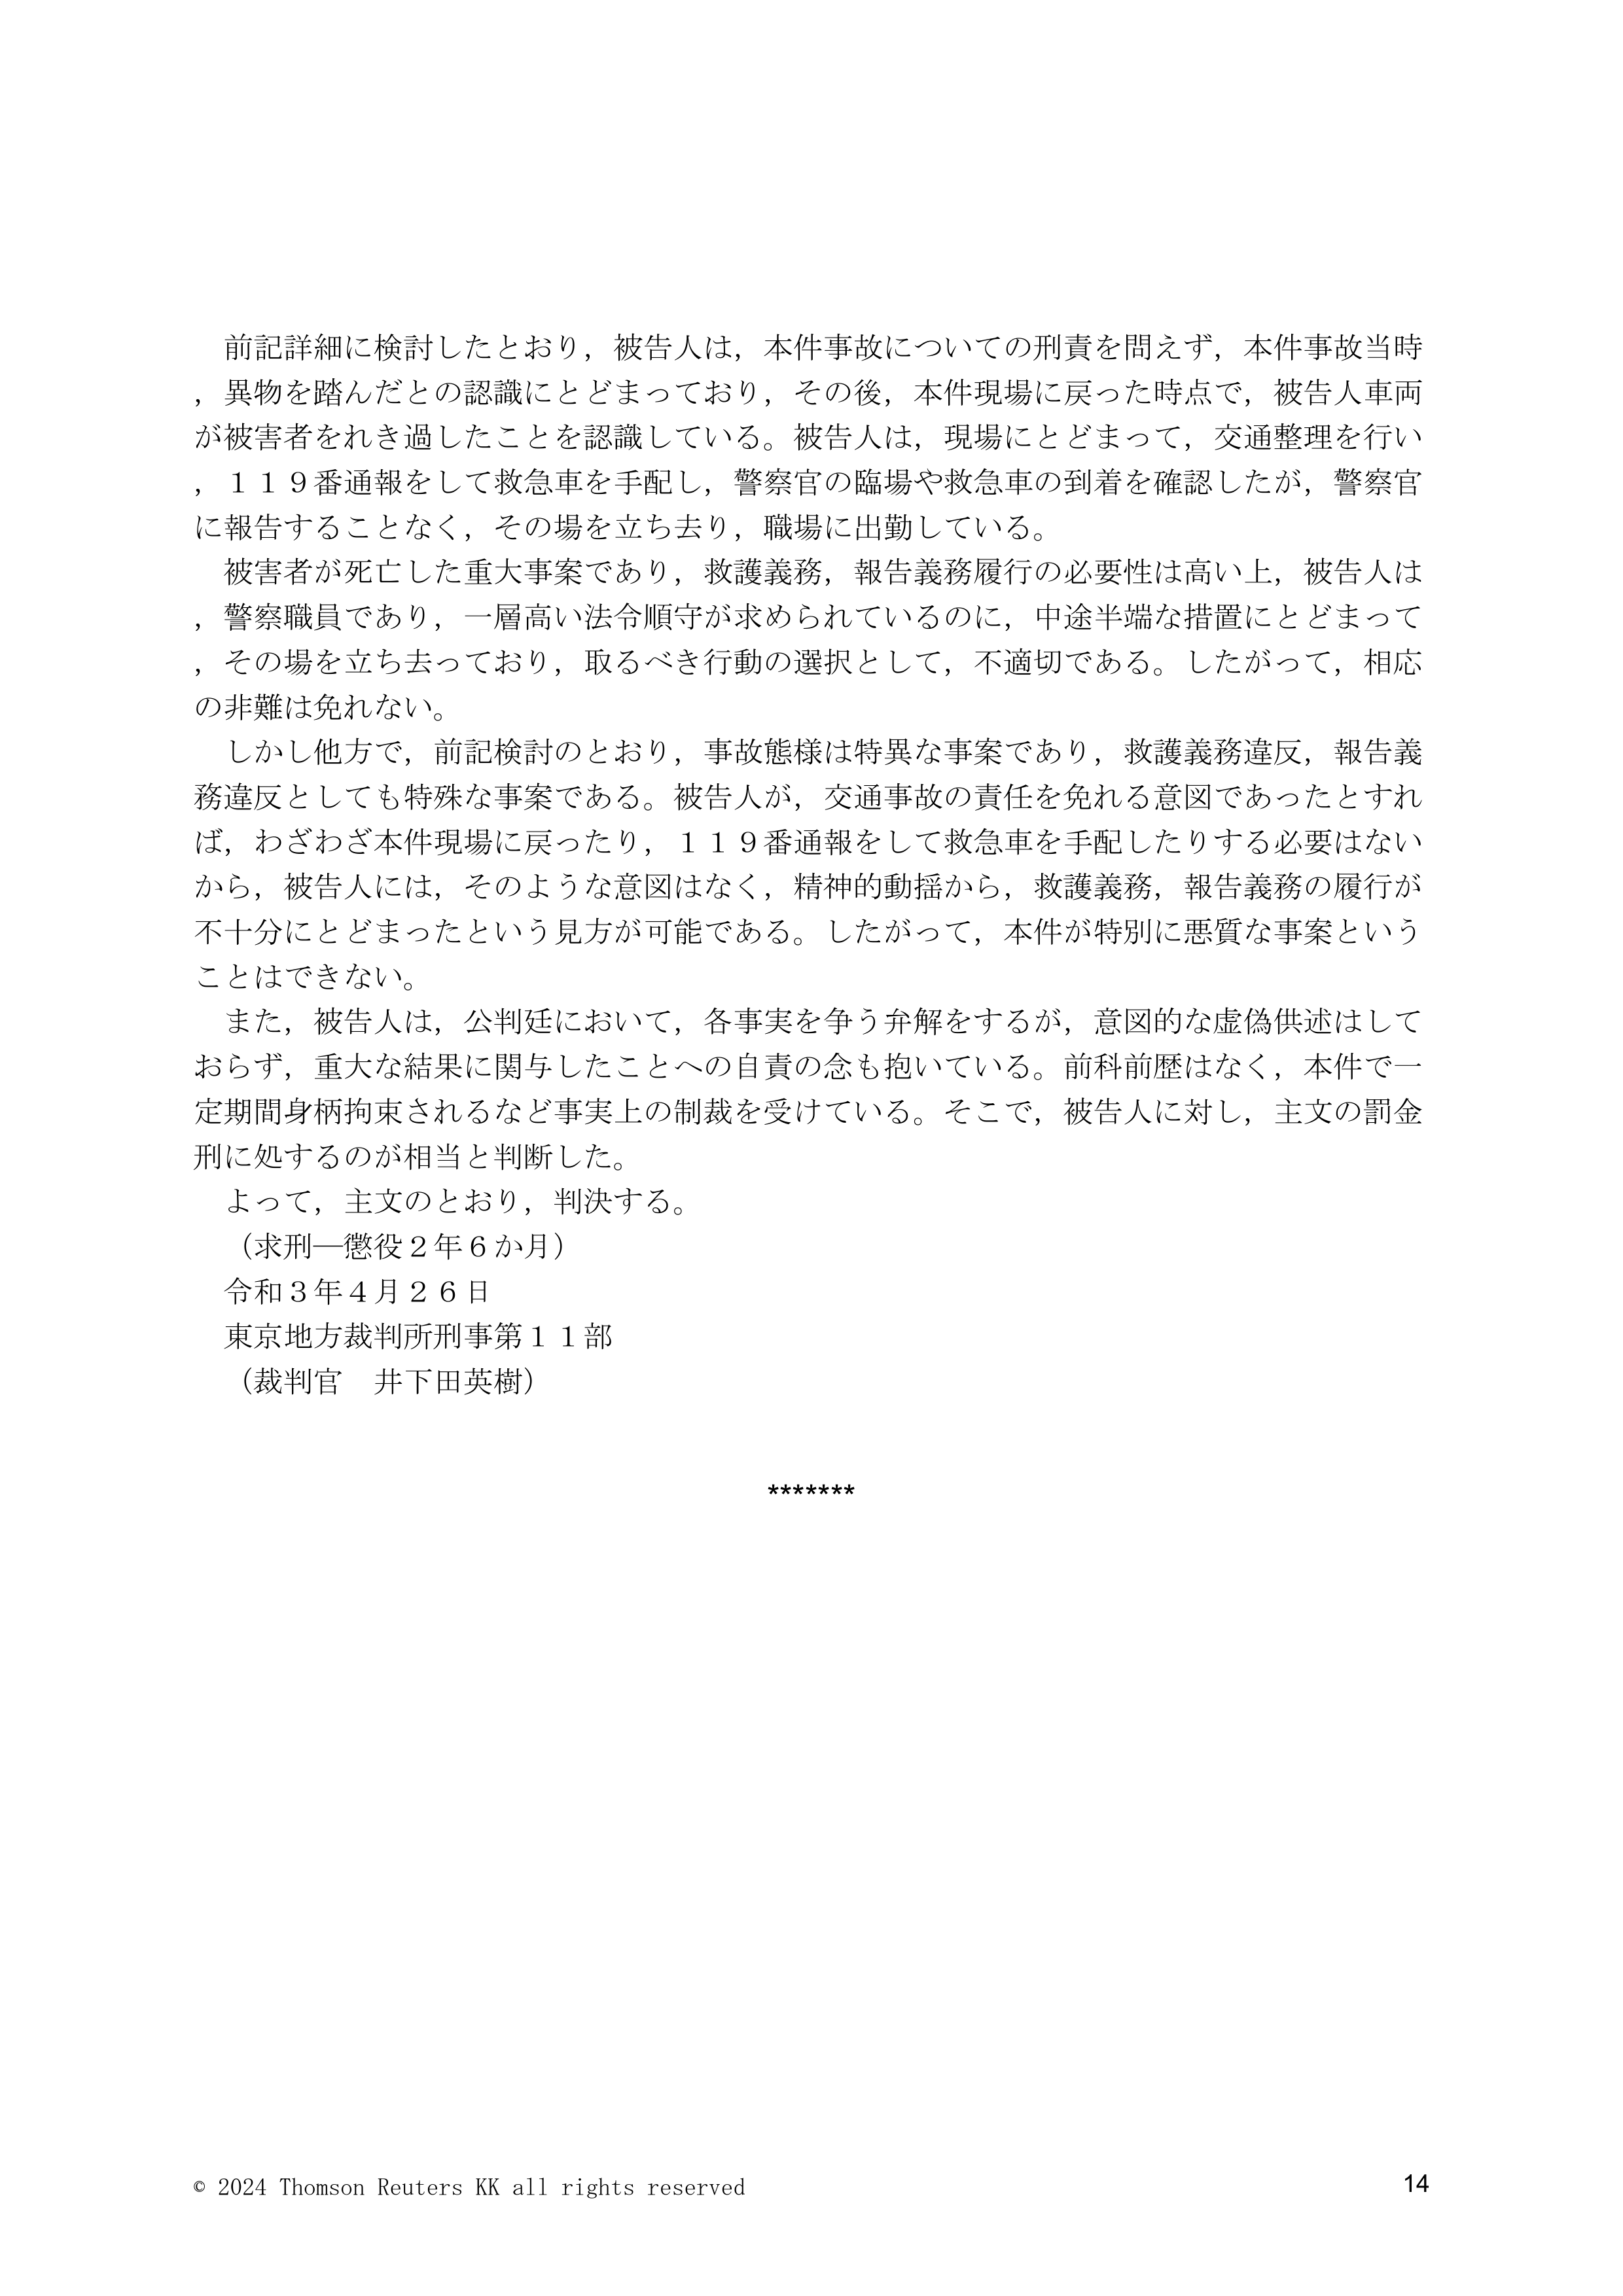 前記詳細に検討したとおり，被告人は，本件事故についての刑責を問えず，本件事故当時
，異物を踏んだとの認識にとどまっており，その後，本件現場に戻った時点で，被告人車両
が被害者をれき過したことを認識している。被告人は，現場にとどまって，交通整理を行い
，１１９番通報をして救急車を手配し，警察官の臨場や救急車の到着を確認したが，警察官
に報告することなく，その場を立ち去り，職場に出勤している。
　被害者が死亡した重大事案であり，救護義務，報告義務履行の必要性は高い上，被告人は
，警察職員であり，一層高い法令順守が求められているのに，中途半端な措置にとどまって
，その場を立ち去っており，取るべき行動の選択として，不適切である。したがって，相応
の非難は免れない。
　しかし他方で，前記検討のとおり，事故態様は特異な事案であり，救護義務違反，報告義
務違反としても特殊な事案である。被告人が，交通事故の責任を免れる意図であったとすれ
ば，わざわざ本件現場に戻ったり，１１９番通報をして救急車を手配したりする必要はない
から，被告人には，そのような意図はなく，精神的動揺から，救護義務，報告義務の履行が
不十分にとどまったという見方が可能である。したがって，本件が特別に悪質な事案という
ことはできない。
　また，被告人は，公判廷において，各事実を争う弁解をするが，意図的な虚偽供述はして
おらず，重大な結果に関与したことへの自責の念も抱いている。前科前歴はなく，本件で一
定期間身柄拘束されるなど事実上の制裁を受けている。そこで，被告人に対し，主文の罰金
刑に処するのが相当と判断した。
　よって，主文のとおり，判決する。
　（求刑―懲役２年６か月）
　令和３年４月２６日
　東京地方裁判所刑事第１１部
　（裁判官　井下田英樹）
*******
© 2024 Thomson Reuters KK all rights reserved
14